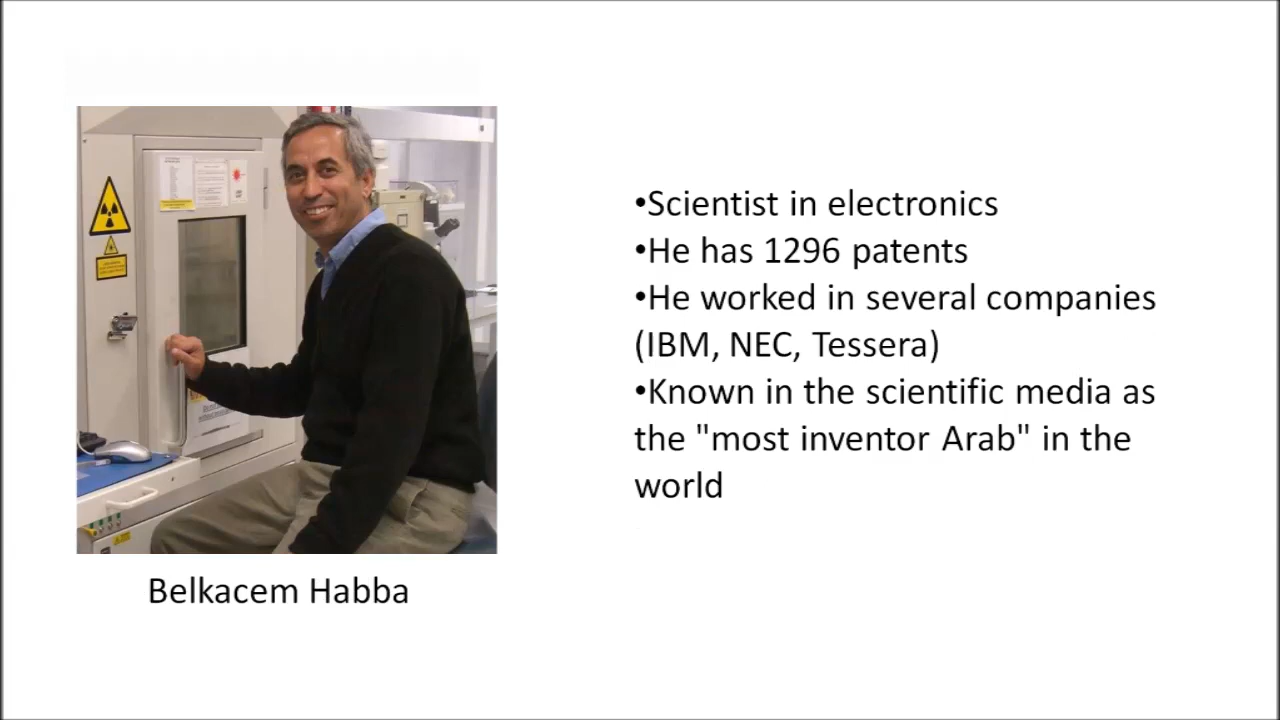 •Scientist in electronics
•He has 1296 patents
•He worked in several companies
(IBM, NEC, Tessera)
•Known in the scientific media as
the "most inventor Arab" in the
world
Belkacem Habba